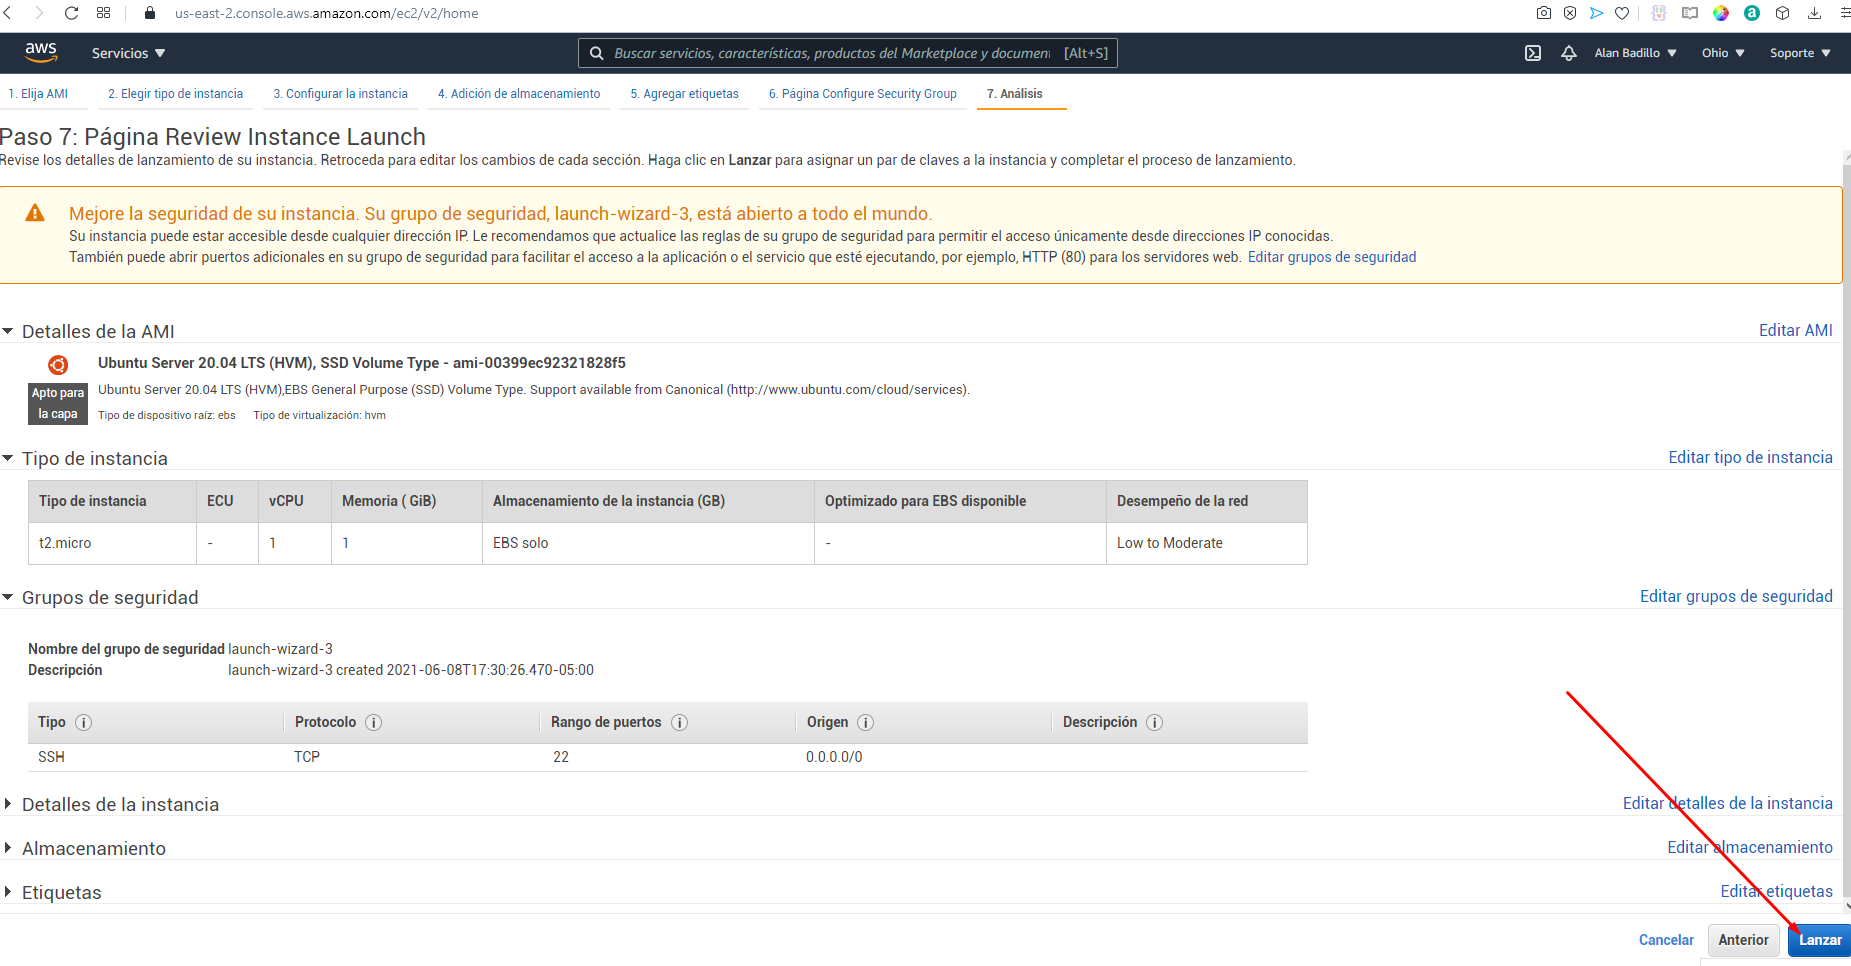 us-east-2.console.aws.amazon.com/ec2/v2/home
aws
Servicios
Buscar servicios, características, productos del Marketplace y documen
[Alt+S]
Alan Badillo
Ohio
Soporte
1. Elija AMI
2. Elegir tipo de instancia
3. Configurar la instancia
4. Adición de almacenamiento
5. Agregar etiquetas
6. Página Configure Security Group
7. Análisis
Paso 7: Página Review Instance Launch
Revise los detalles de lanzamiento de su instancia. Retroceda para editar los cambios de cada sección. Haga clic en Lanzar para asignar un par de claves a la instancia y completar el proceso de lanzamiento.
Mejore la seguridad de su instancia. Su grupo de seguridad, launch-wizard-3, está abierto a todo el mundo.
Su instancia puede estar accesible desde cualquier dirección IP. Le recomendamos que actualice las reglas de su grupo de seguridad para permitir el acceso únicamente desde direcciones IP conocidas.
También puede abrir puertos adicionales en su grupo de seguridad para facilitar el acceso a la aplicación o el servicio que esté ejecutando, por ejemplo, HTTP (80) para los servidores web. Editar grupos de seguridad
Detalles de la AMI
Editar AMI
Ubuntu Server 20.04 LTS (HVM), SSD Volume Type - ami-00399ec92321828f5
Apto para la capa
Ubuntu Server 20.04 LTS (HVM),EBS General Purpose (SSD) Volume Type. Support available from Canonical (http://www.ubuntu.com/cloud/services).
Tipo de dispositivo raíz: ebs Tipo de virtualización: hvm
Tipo de instancia
Editar tipo de instancia
Tipo de instancia ECU vCPU Memoria ( GiB) Almacenamiento de la instancia (GB) Optimizado para EBS disponible Desempeño de la red
t2.micro - 1 1 EBS solo - Low to Moderate
Grupos de seguridad
Editar grupos de seguridad
Nombre del grupo de seguridad launch-wizard-3
Descripción launch-wizard-3 created 2021-06-08T17:30:26.470-05:00
Tipo Protocolo Rango de puertos Origen Descripción
SSH TCP 22 0.0.0.0/0
Detalles de la instancia
Editar detalles de la instancia
Almacenamiento
Editar almacenamiento
Etiquetas
Editar etiquetas
Cancelar
Anterior
Lanzar